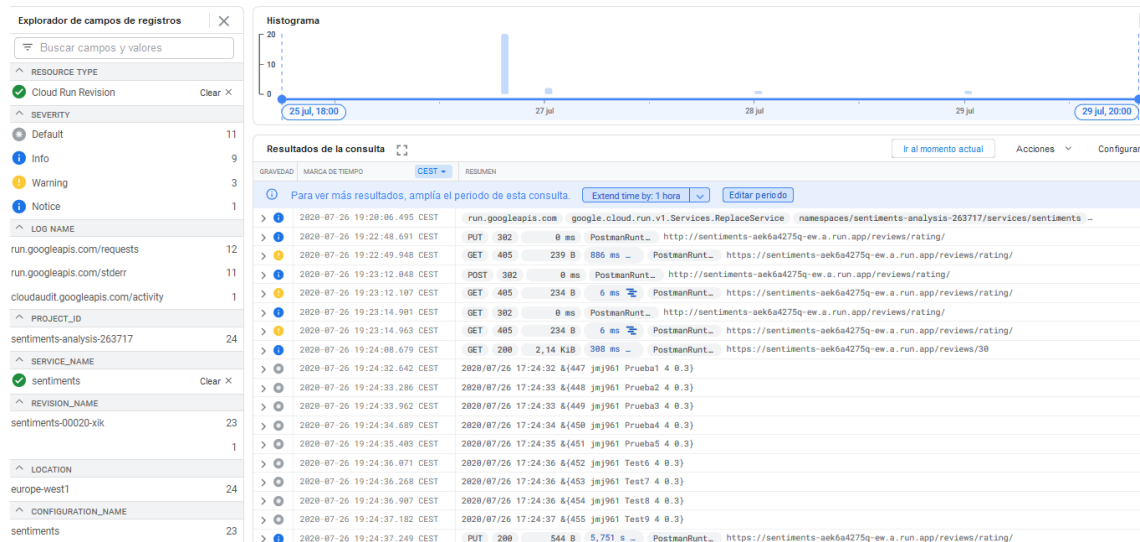 Explorador de campos de registros
Buscar campos y valores
RESOURCE TYPE
Cloud Run Revision Clear ×
SEVERITY
Default 11
Info 9
Warning 3
Notice 1
LOG NAME
run.googleapis.com/requests 12
run.googleapis.com/stderr 11
cloudaudit.googleapis.com/activity 1
PROJECT_ID
sentiments-analysis-263717 24
SERVICE_NAME
sentiments Clear ×
REVISION_NAME
sentiments-00020-xik 23
1
LOCATION
europe-west1 24
CONFIGURATION_NAME
sentiments 23
Histograma
20
10
0
25 jul, 18:00 27 jul 28 jul 29 jul 29 jul, 20:00
Resultados de la consulta Ir al momento actual Acciones Configurar
GRAVEDAD MARCA DE TIEMPO CEST RESUMEN
Para ver más resultados, amplía el periodo de esta consulta. Extend time by: 1 hora Editar periodo
2020-07-26 19:20:06.495 CEST run.googleapis.com google.cloud.run.v1.Services.ReplaceService namespaces/sentiments-analysis-263717/services/sentiments …
2020-07-26 19:22:48.691 CEST PUT 302 0 ms PostmanRunt… http://sentiments-aek6a4275q-ew.a.run.app/reviews/rating/
2020-07-26 19:22:49.948 CEST GET 405 239 B 886 ms … PostmanRunt… https://sentiments-aek6a4275q-ew.a.run.app/reviews/rating/
2020-07-26 19:23:12.048 CEST POST 302 0 ms PostmanRunt… http://sentiments-aek6a4275q-ew.a.run.app/reviews/rating/
2020-07-26 19:23:12.107 CEST GET 405 234 B 6 ms PostmanRunt… https://sentiments-aek6a4275q-ew.a.run.app/reviews/rating/
2020-07-26 19:23:14.901 CEST GET 302 0 ms PostmanRunt… http://sentiments-aek6a4275q-ew.a.run.app/reviews/rating/
2020-07-26 19:23:14.963 CEST GET 405 234 B 6 ms PostmanRunt… https://sentiments-aek6a4275q-ew.a.run.app/reviews/rating/
2020-07-26 19:24:08.679 CEST GET 200 2,14 KiB 308 ms … PostmanRunt… https://sentiments-aek6a4275q-ew.a.run.app/reviews/30
2020-07-26 19:24:32.642 CEST 2020/07/26 17:24:32 &{447 jmj961 Prueba1 4 0.3}
2020-07-26 19:24:33.286 CEST 2020/07/26 17:24:33 &{448 jmj961 Prueba2 4 0.3}
2020-07-26 19:24:33.962 CEST 2020/07/26 17:24:33 &{449 jmj961 Prueba3 4 0.3}
2020-07-26 19:24:34.689 CEST 2020/07/26 17:24:34 &{450 jmj961 Prueba4 4 0.3}
2020-07-26 19:24:35.403 CEST 2020/07/26 17:24:35 &{451 jmj961 Prueba5 4 0.3}
2020-07-26 19:24:36.071 CEST 2020/07/26 17:24:36 &{452 jmj961 Test6 4 0.3}
2020-07-26 19:24:36.268 CEST 2020/07/26 17:24:36 &{453 jmj961 Test7 4 0.3}
2020-07-26 19:24:36.907 CEST 2020/07/26 17:24:36 &{454 jmj961 Test8 4 0.3}
2020-07-26 19:24:37.182 CEST 2020/07/26 17:24:37 &{455 jmj961 Test9 4 0.3}
2020-07-26 19:24:37.249 CEST PUT 200 544 B 5,751 s … PostmanRunt… https://sentiments-aek6a4275q-ew.a.run.app/reviews/rating/